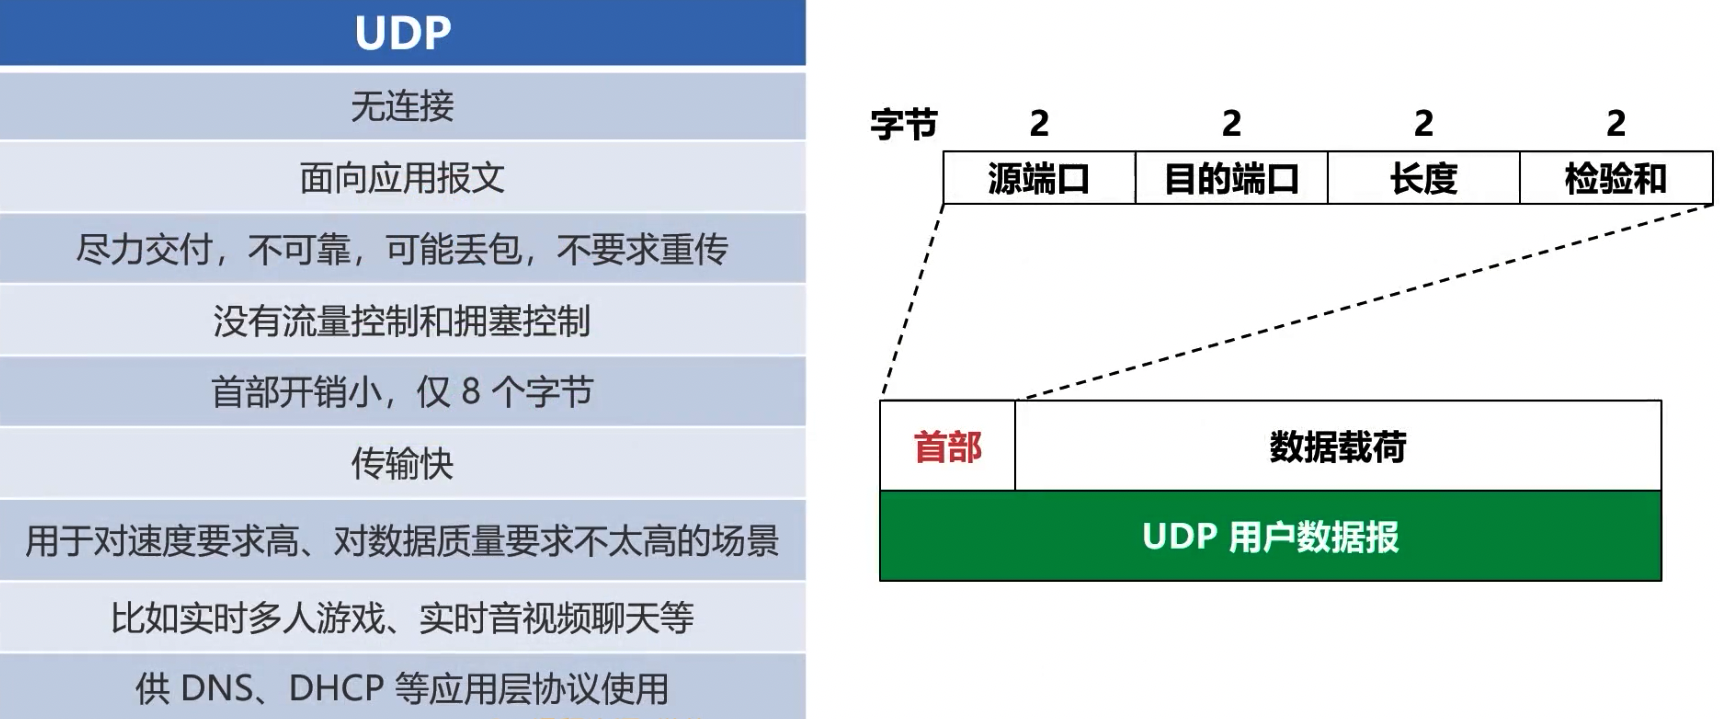 UDP
无连接
面向应用报文
尽力交付，不可靠，可能丢包，不要求重传
没有流量控制和拥塞控制
首部开销小，仅 8 个字节
传输快
用于对速度要求高、对数据质量要求不太高的场景
比如实时多人游戏、实时音视频聊天等
供 DNS、DHCP 等应用层协议使用
字节 2 2 2 2
源端口 目的端口 长度 检验和
首部 数据载荷
UDP 用户数据报